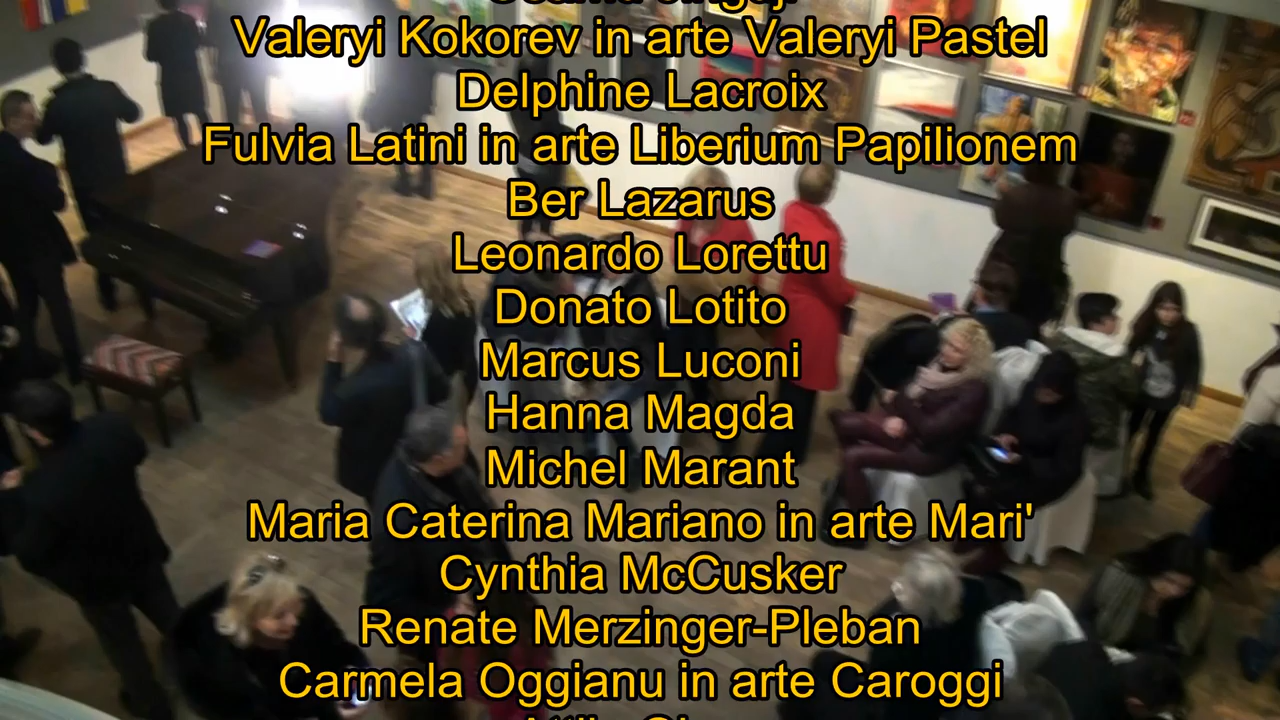 Valeryi Kokorev in arte Valeryi Pastel
Delphine Lacroix
Fulvia Latini in arte Liberium Papilionem
Ber Lazarus
Leonardo Lorettu
Donato Lotito
Marcus Luconi
Hanna Magda
Michel Marant
Maria Caterina Mariano in arte Mari'
Cynthia McCusker
Renate Merzinger-Pleban
Carmela Oggianu in arte Caroggi